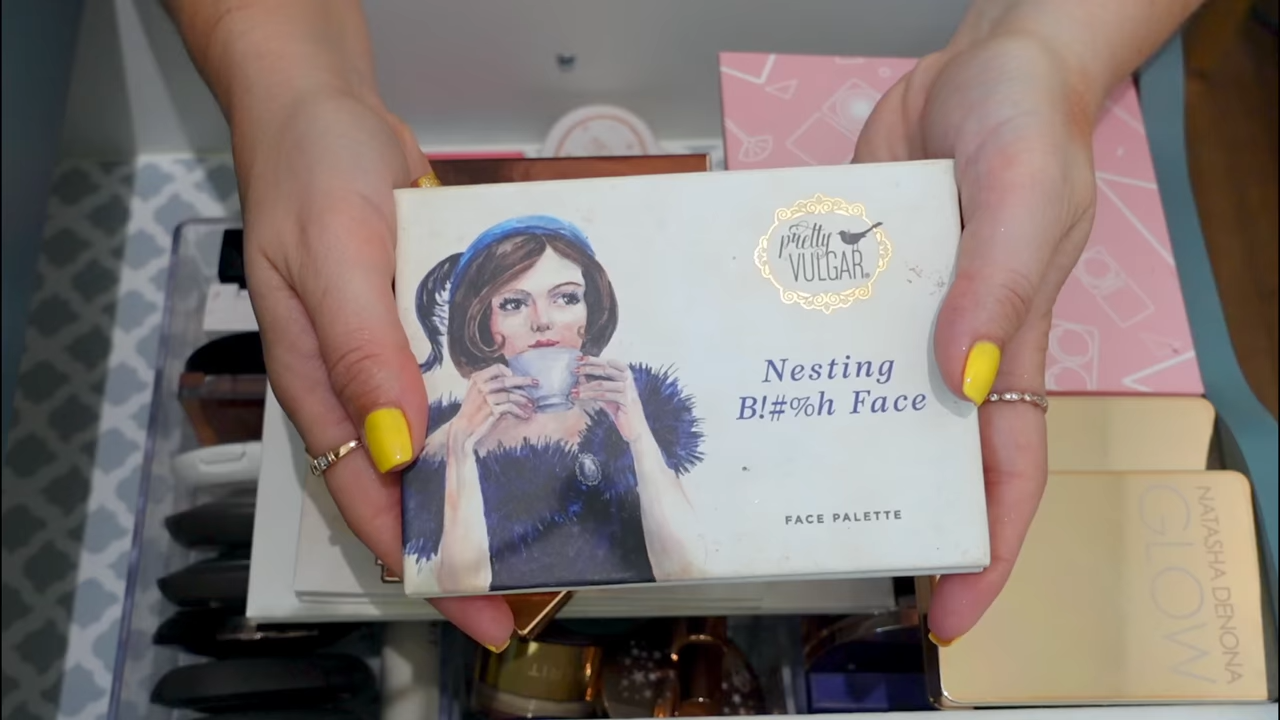 pretty
VULGAR
Nesting
B!#%h Face
FACE PALETTE
NATASHA DENONA
GLOW